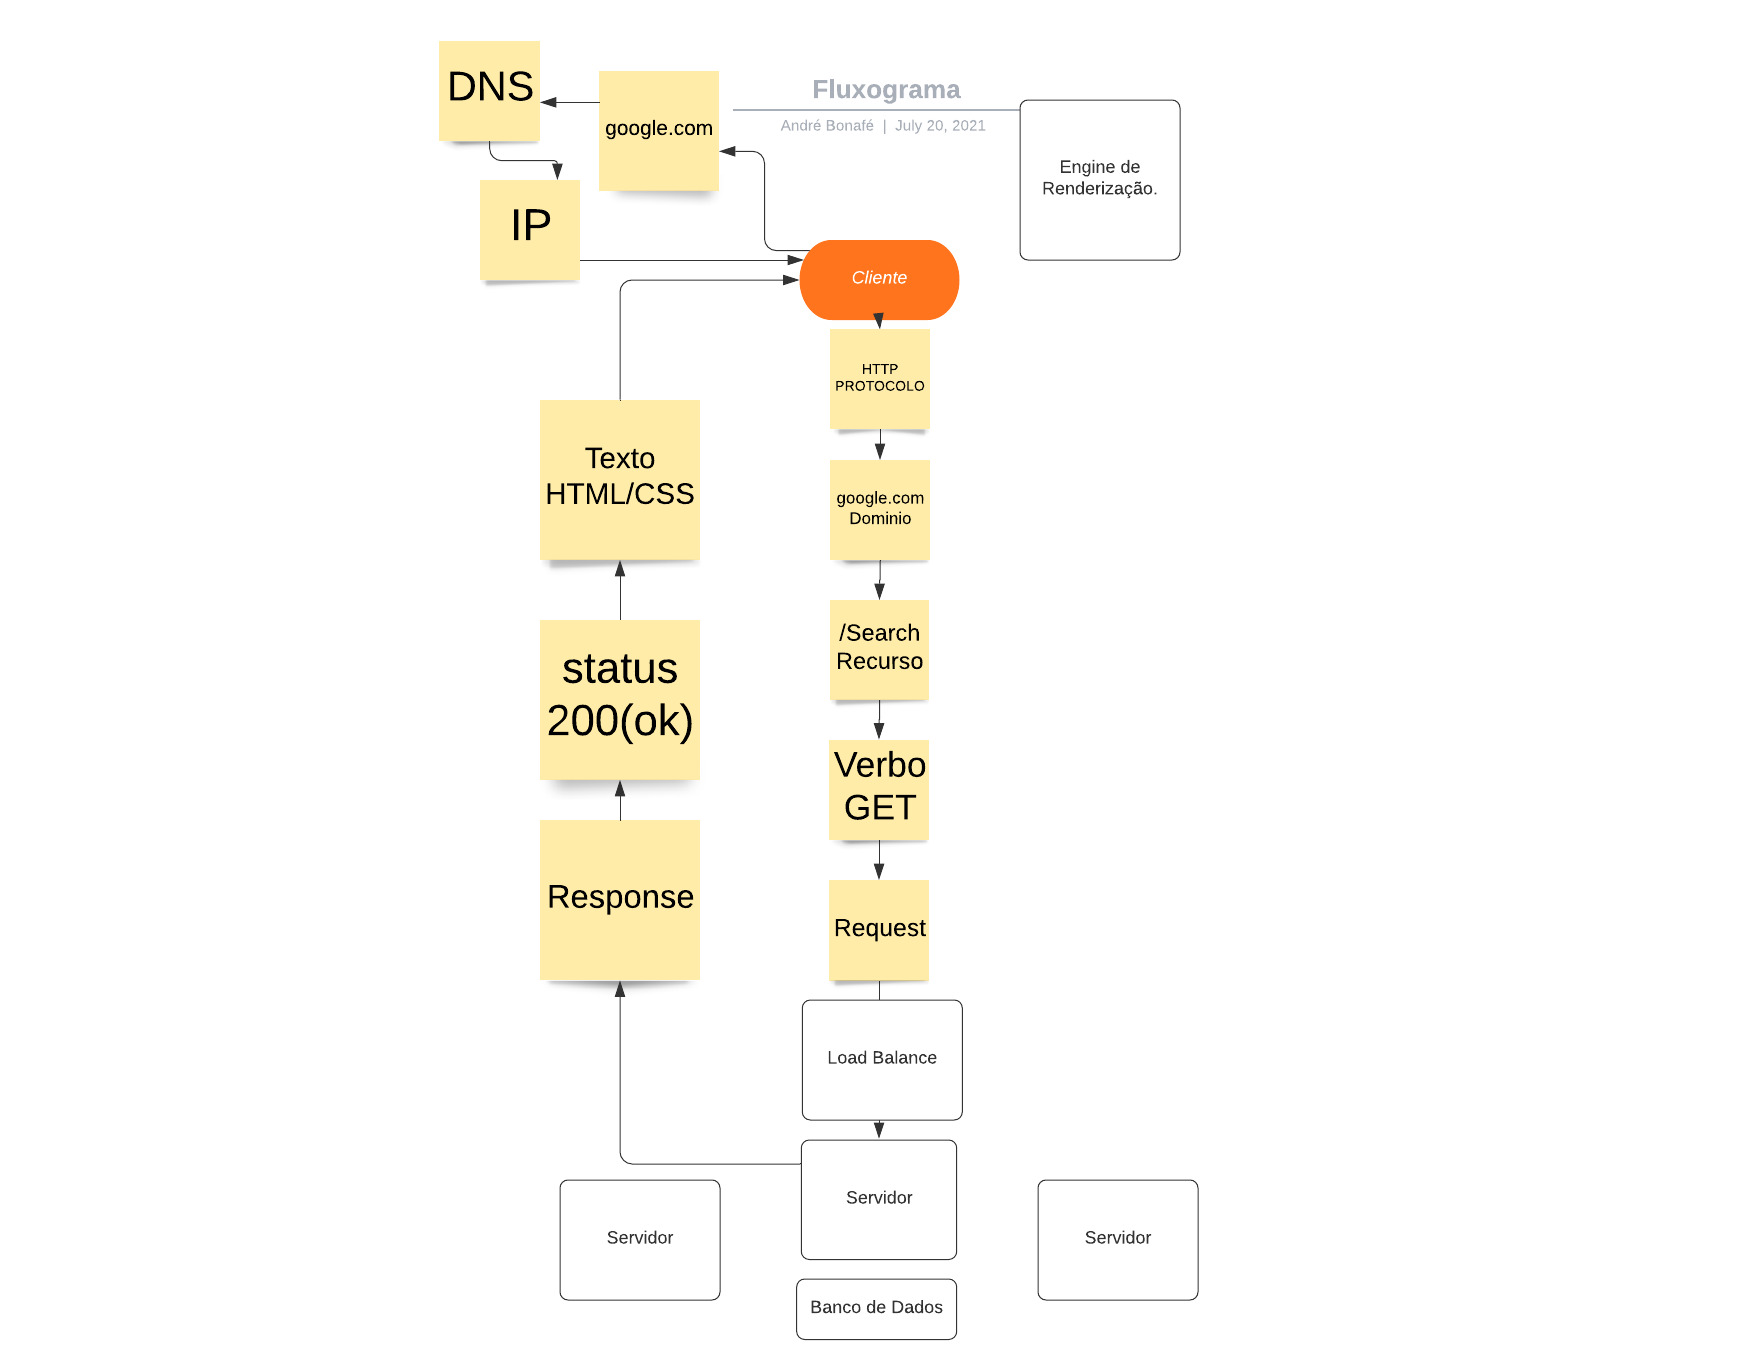 Fluxograma
André Bonafé | July 20, 2021
DNS
google.com
IP
Engine de
Renderização.
Cliente
HTTP
PROTOCOLO
google.com
Dominio
/Search
Recurso
Verbo
GET
Request
Load Balance
Servidor
Banco de Dados
Servidor
Servidor
Response
status
200(ok)
Texto
HTML/CSS